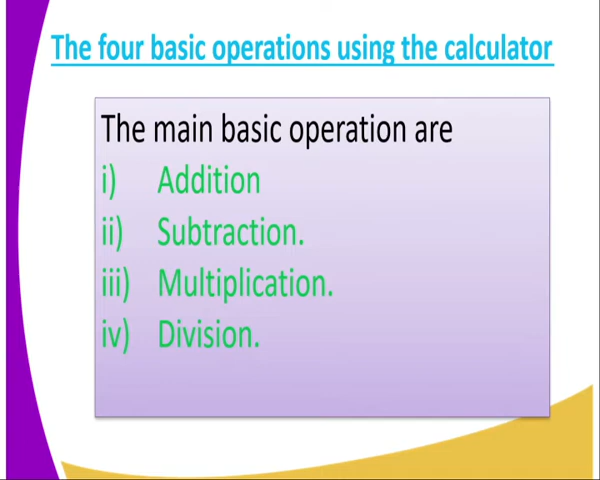 The four basic operations using the calculator
The main basic operation are
i) Addition
ii) Subtraction.
iii) Multiplication.
iv) Division.